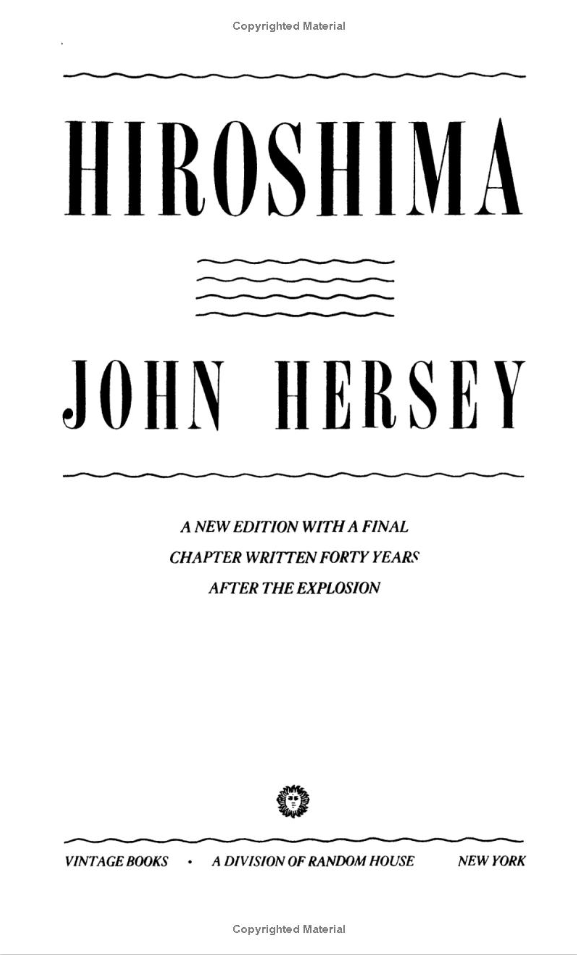 Copyrighted Material
HIROSHIMA
JOHN HERSEY
A NEW EDITION WITH A FINAL
CHAPTER WRITTEN FORTY YEARS
AFTER THE EXPLOSION
VINTAGE BOOKS • A DIVISION OF RANDOM HOUSE NEW YORK
Copyrighted Material